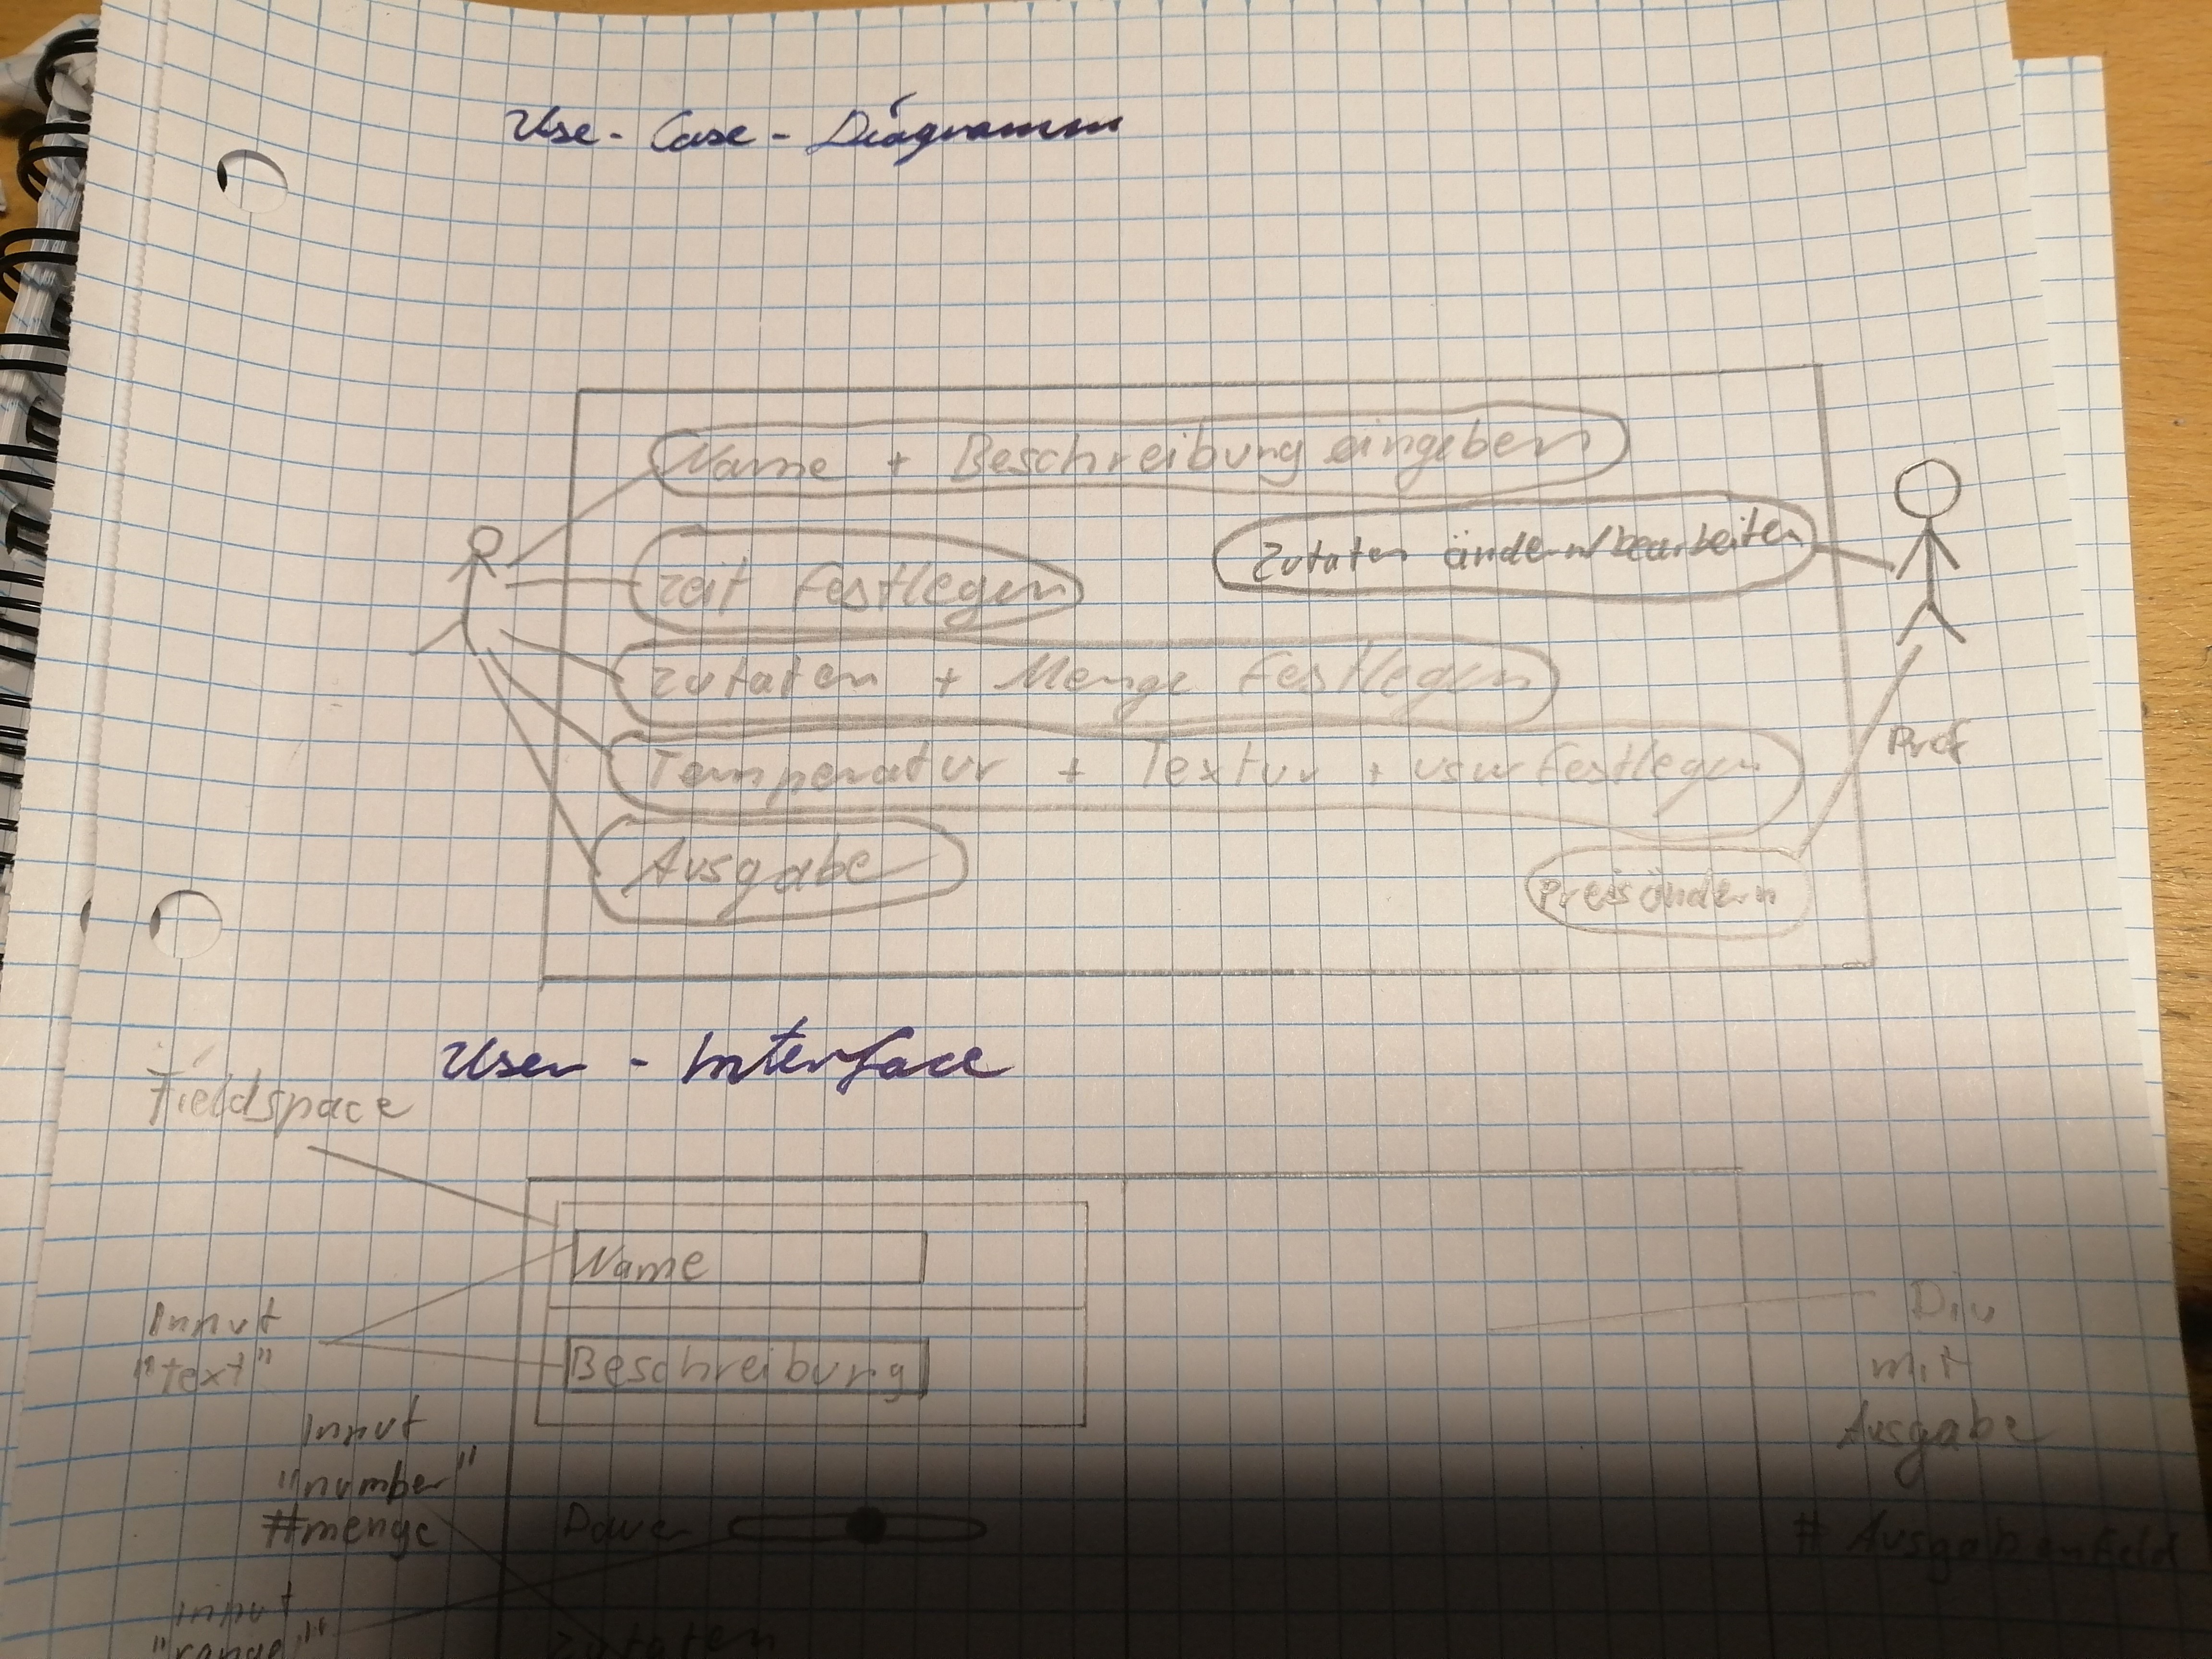 Use-Case-Diagramm
Name + Beschreibung eingeben
Zutaten ändern/bearbeiten
Zeit festlegen
Zutaten + Menge festlegen
Prof
Temperatur + Textur + usw festlegen
Ausgabe
Preis ändern
User-Interface
Fieldspace
Name
Input
"text"
Beschreibung
Div
mit
Ausgabe
# Ausgabenfeld
Input
"number"
#menge
Dauer
Input
"range"
Zutaten